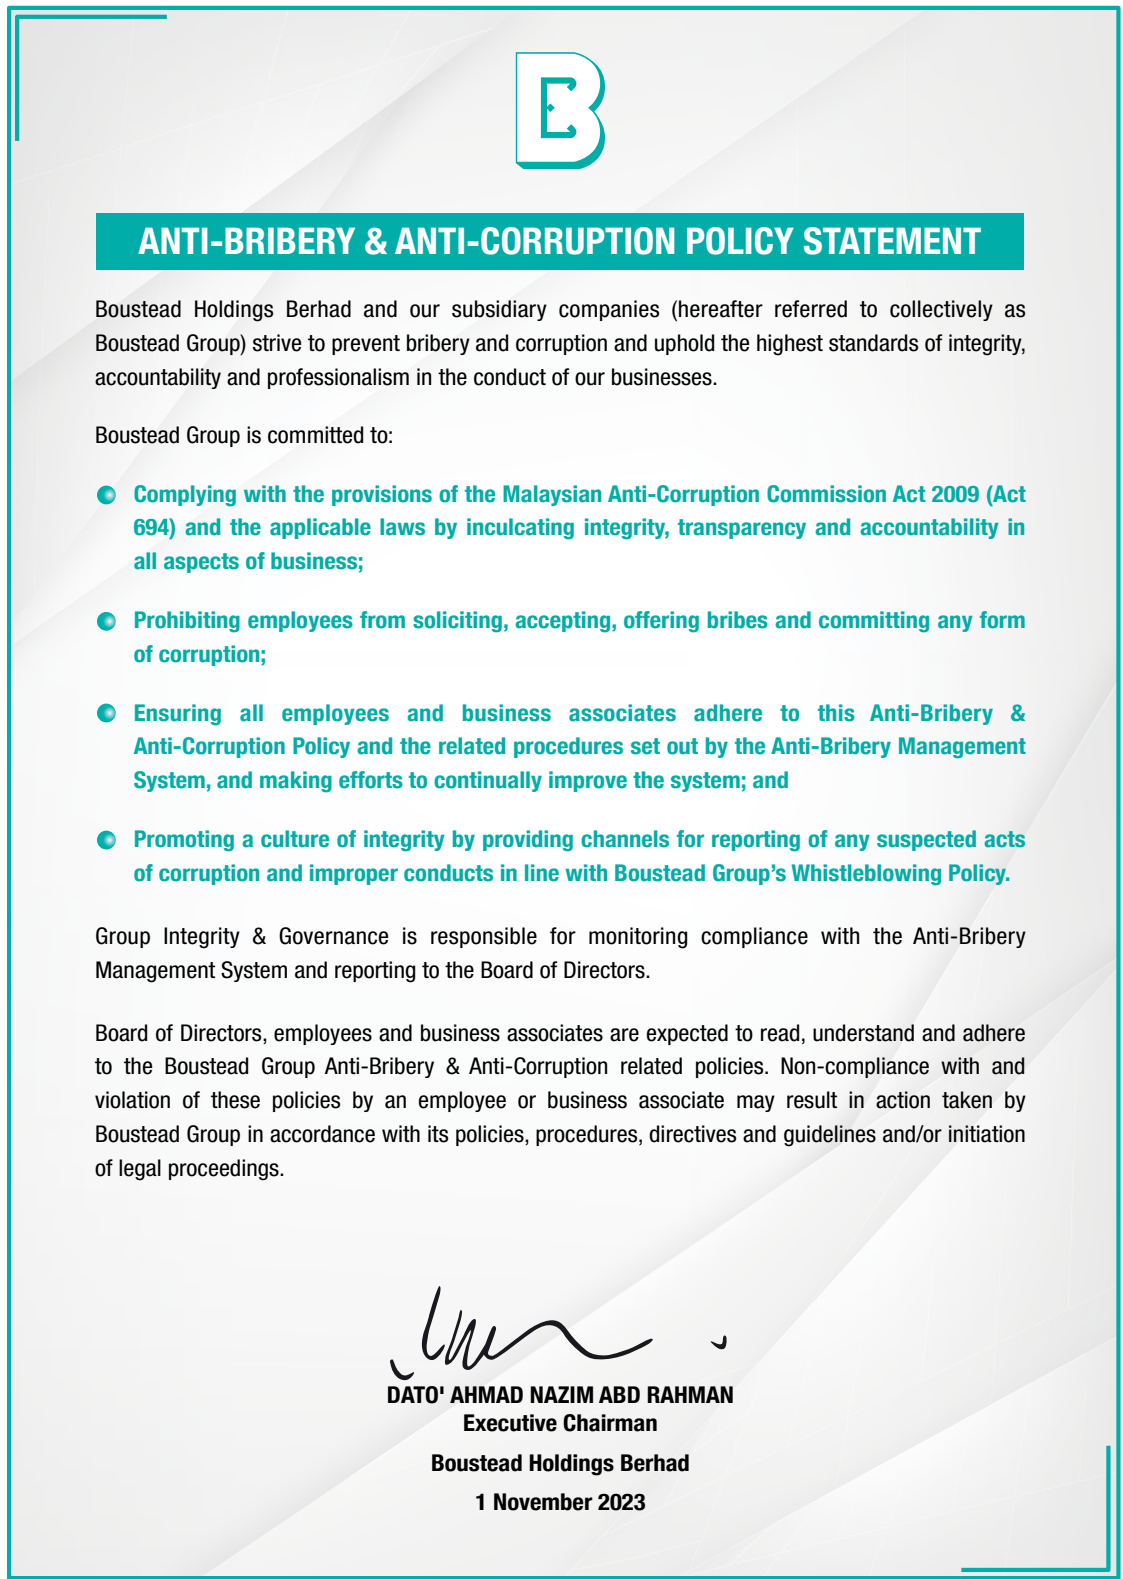 B
ANTI-BRIBERY & ANTI-CORRUPTION POLICY STATEMENT
Boustead Holdings Berhad and our subsidiary companies (hereafter referred to collectively as
Boustead Group) strive to prevent bribery and corruption and uphold the highest standards of integrity,
accountability and professionalism in the conduct of our businesses.
Boustead Group is committed to:
Complying with the provisions of the Malaysian Anti-Corruption Commission Act 2009 (Act
694) and the applicable laws by inculcating integrity, transparency and accountability in
all aspects of business;
Prohibiting employees from soliciting, accepting, offering bribes and committing any form
of corruption;
Ensuring all employees and business associates adhere to this Anti-Bribery &
Anti-Corruption Policy and the related procedures set out by the Anti-Bribery Management
System, and making efforts to continually improve the system; and
Promoting a culture of integrity by providing channels for reporting of any suspected acts
of corruption and improper conducts in line with Boustead Group's Whistleblowing Policy.
Group Integrity & Governance is responsible for monitoring compliance with the Anti-Bribery
Management System and reporting to the Board of Directors.
Board of Directors, employees and business associates are expected to read, understand and adhere
to the Boustead Group Anti-Bribery & Anti-Corruption related policies. Non-compliance with and
violation of these policies by an employee or business associate may result in action taken by
Boustead Group in accordance with its policies, procedures, directives and guidelines and/or initiation
of legal proceedings.
DATO' AHMAD NAZIM ABD RAHMAN
Executive Chairman
Boustead Holdings Berhad
1 November 2023